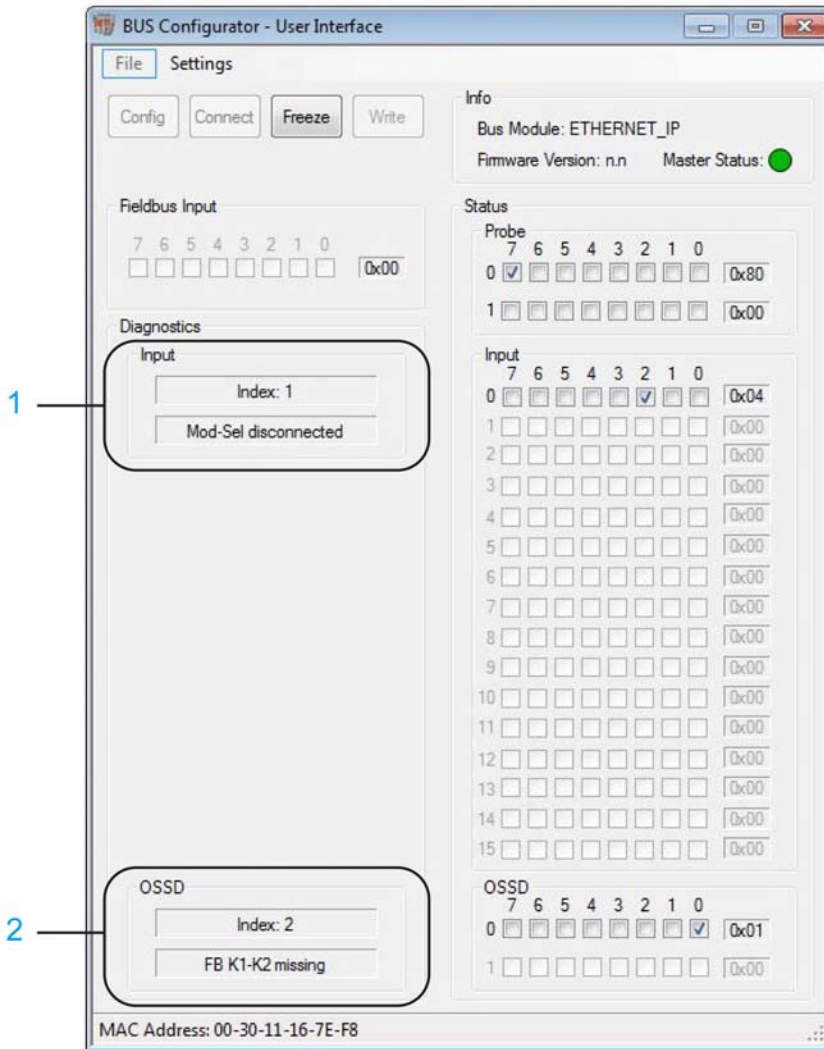 BUS Configurator - User Interface
File Settings
Config Connect Freeze Write
Info
Bus Module: ETHERNET_IP
Firmware Version: n.n Master Status:
Fieldbus Input
7 6 5 4 3 2 1 0
0x00
Diagnostics
1
Input
Index: 1
Mod-Sel disconnected
2
OSSD
Index: 2
FB K1-K2 missing
Status
Probe
7 6 5 4 3 2 1 0
0 0x80
1 0x00
Input
7 6 5 4 3 2 1 0
0 0x04
1 0x00
2 0x00
3 0x00
4 0x00
5 0x00
6 0x00
7 0x00
8 0x00
9 0x00
10 0x00
11 0x00
12 0x00
13 0x00
14 0x00
15 0x00
OSSD
7 6 5 4 3 2 1 0
0 0x01
1 0x00
MAC Address: 00-30-11-16-7E-F8